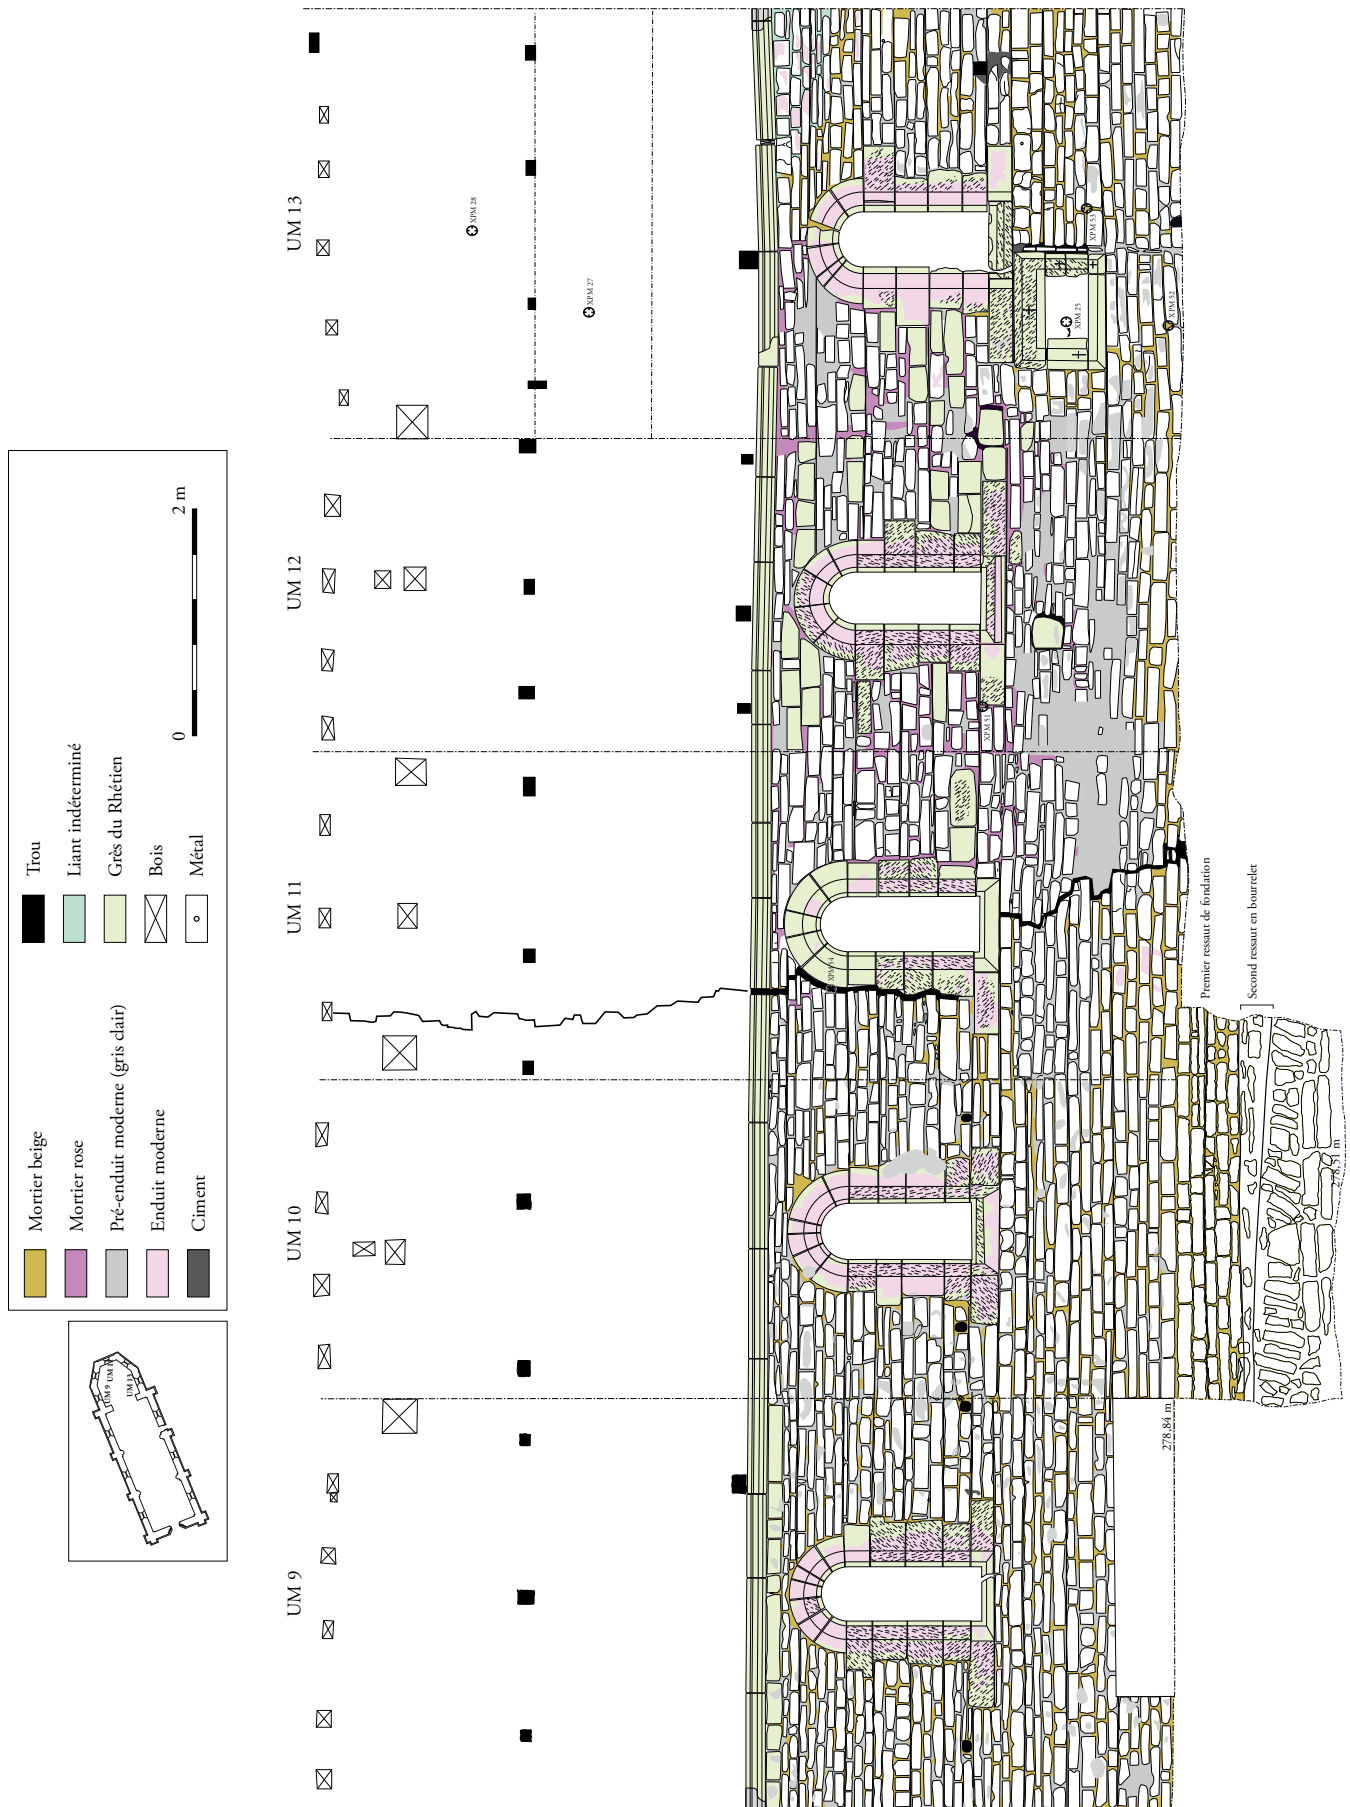 Mortier beige
Mortier rose
Pré-enduit moderne (gris clair)
Enduit moderne
Ciment
Trou
Liant indéterminé
Grès du Rhétien
Bois
Métal
0
2 m
UM 9
UM 13
UM 9
UM 10
UM 11
UM 12
UM 13
XPM 28
XPM 27
XPM 53
XPM 25
XPM 52
XPM 51
XPM 54
Premier ressaut de fondation
Second ressaut en bourrelet
278,84 m
278,51 m